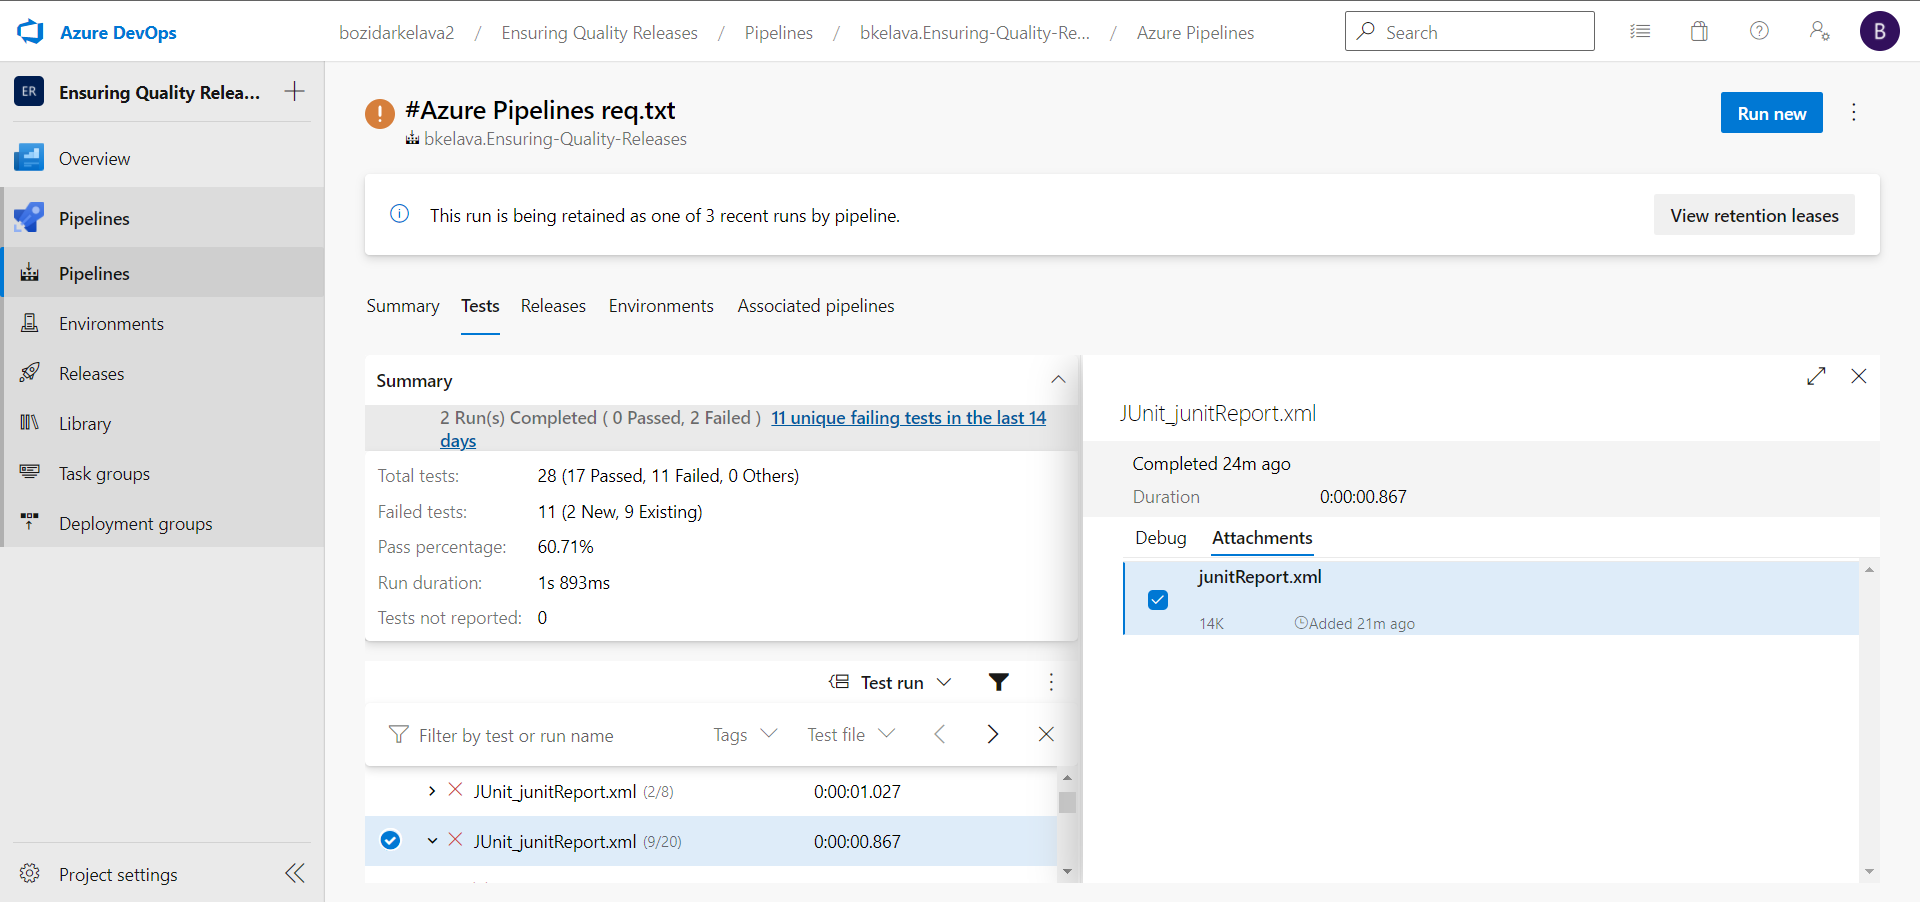 Azure DevOps
bozidarkelava2 / Ensuring Quality Releases / Pipelines / bkelava.Ensuring-Quality-Re... / Azure Pipelines
Search
B
ER
Ensuring Quality Relea...
Overview
Pipelines
Pipelines
Environments
Releases
Library
Task groups
Deployment groups
Project settings
#Azure Pipelines req.txt
bkelava.Ensuring-Quality-Releases
Run new
This run is being retained as one of 3 recent runs by pipeline.
View retention leases
Summary Tests Releases Environments Associated pipelines
Summary
2 Run(s) Completed ( 0 Passed, 2 Failed ) 11 unique failing tests in the last 14
days
Total tests: 28 (17 Passed, 11 Failed, 0 Others)
Failed tests: 11 (2 New, 9 Existing)
Pass percentage: 60.71%
Run duration: 1s 893ms
Tests not reported: 0
Test run
Filter by test or run name Tags Test file
JUnit_junitReport.xml (2/8) 0:00:01.027
JUnit_junitReport.xml (9/20) 0:00:00.867
JUnit_junitReport.xml
Completed 24m ago
Duration 0:00:00.867
Debug Attachments
junitReport.xml
14K Added 21m ago